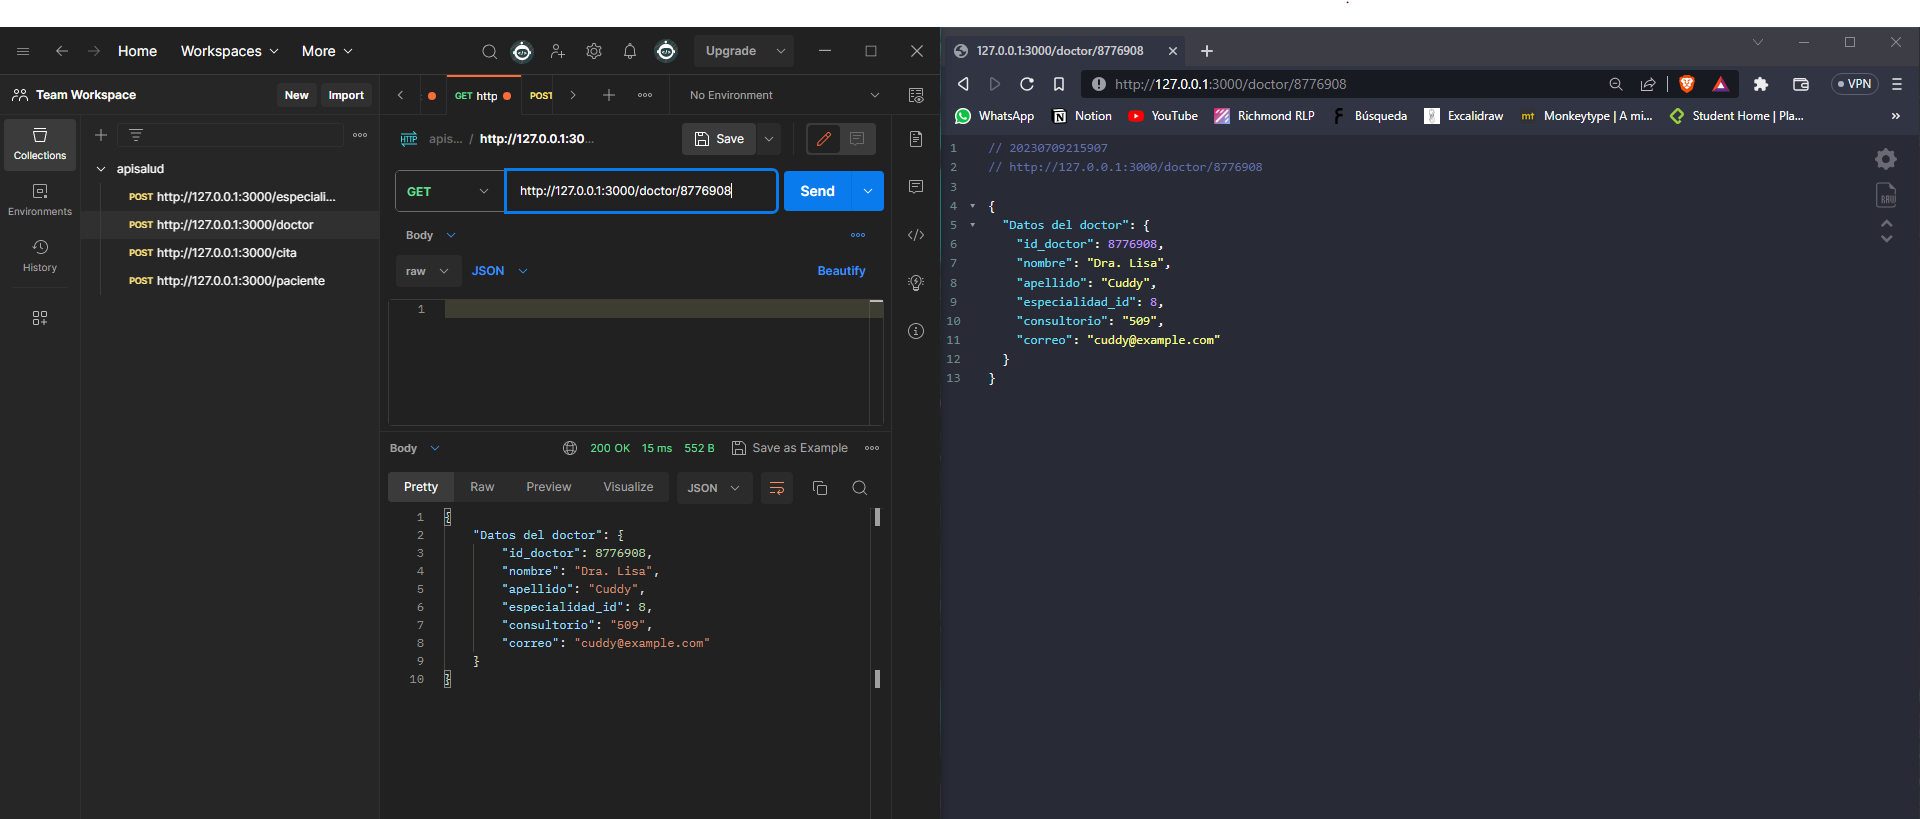 Home Workspaces More Upgrade
Team Workspace New Import
GET http POST No Environment
Collections
Environments
History
apisalud
POST http://127.0.0.1:3000/especiali...
POST http://127.0.0.1:3000/doctor
POST http://127.0.0.1:3000/cita
POST http://127.0.0.1:3000/paciente
HTTP apis... / http://127.0.0.1:30... Save
GET http://127.0.0.1:3000/doctor/8776908 Send
Body
raw JSON Beautify
1
Body 200 OK 15 ms 552 B Save as Example
Pretty Raw Preview Visualize JSON
1 {
2 "Datos del doctor": {
3 "id_doctor": 8776908,
4 "nombre": "Dra. Lisa",
5 "apellido": "Cuddy",
6 "especialidad_id": 8,
7 "consultorio": "509",
8 "correo": "cuddy@example.com"
9 }
10 }
127.0.0.1:3000/doctor/8776908
http://127.0.0.1:3000/doctor/8776908 VPN
WhatsApp Notion YouTube Richmond RLP Búsqueda Excalidraw mt Monkeytype | A mi... Student Home | Pla... »
1 // 20230709215907
2 // http://127.0.0.1:3000/doctor/8776908
3
4 {
5 "Datos del doctor": {
6 "id_doctor": 8776908,
7 "nombre": "Dra. Lisa",
8 "apellido": "Cuddy",
9 "especialidad_id": 8,
10 "consultorio": "509",
11 "correo": "cuddy@example.com"
12 }
13 }
RAW